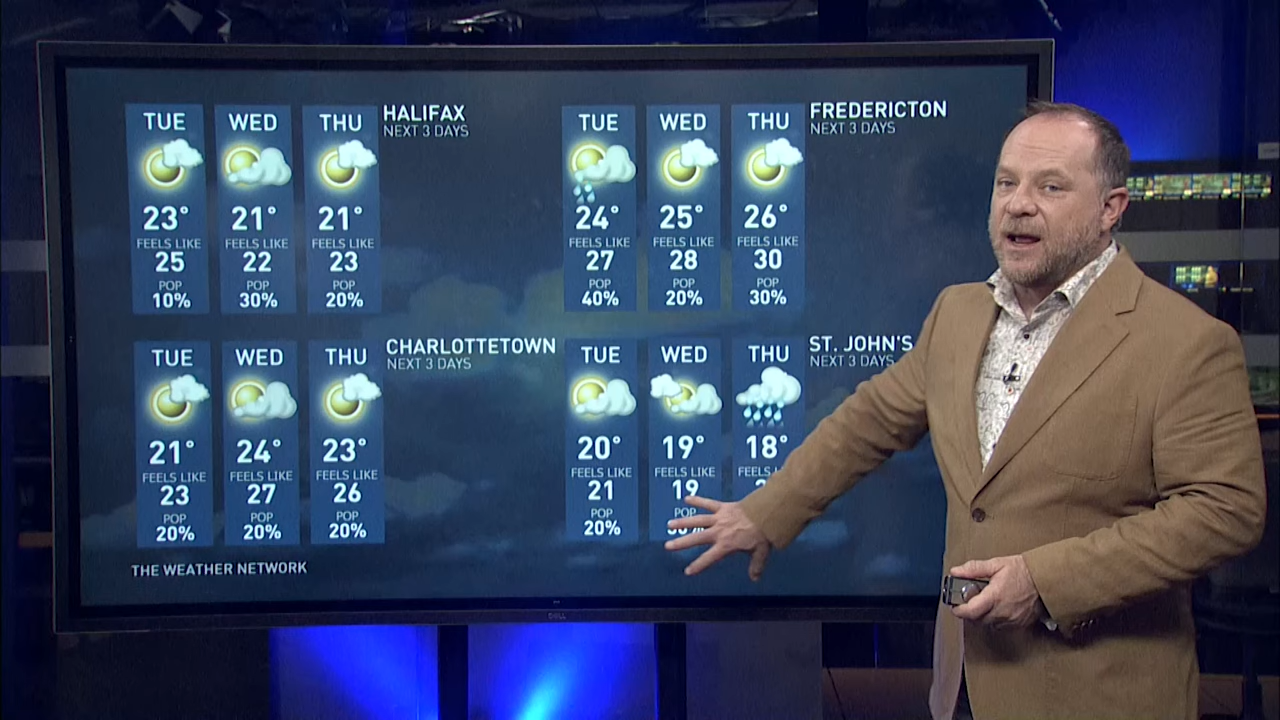 HALIFAX
NEXT 3 DAYS
TUE WED THU
23° 21° 21°
FEELS LIKE FEELS LIKE FEELS LIKE
25 22 23
POP POP POP
10% 30% 20%
FREDERICTON
NEXT 3 DAYS
TUE WED THU
24° 25° 26°
FEELS LIKE FEELS LIKE FEELS LIKE
27 28 30
POP POP POP
40% 20% 30%
CHARLOTTETOWN
NEXT 3 DAYS
TUE WED THU
21° 24° 23°
FEELS LIKE FEELS LIKE FEELS LIKE
23 27 26
POP POP POP
20% 20% 20%
ST. JOHN'S
NEXT 3 DAYS
TUE WED THU
20° 19° 18°
FEELS LIKE FEELS LIKE FEELS
21 19
POP POP
20%
THE WEATHER NETWORK
DELL